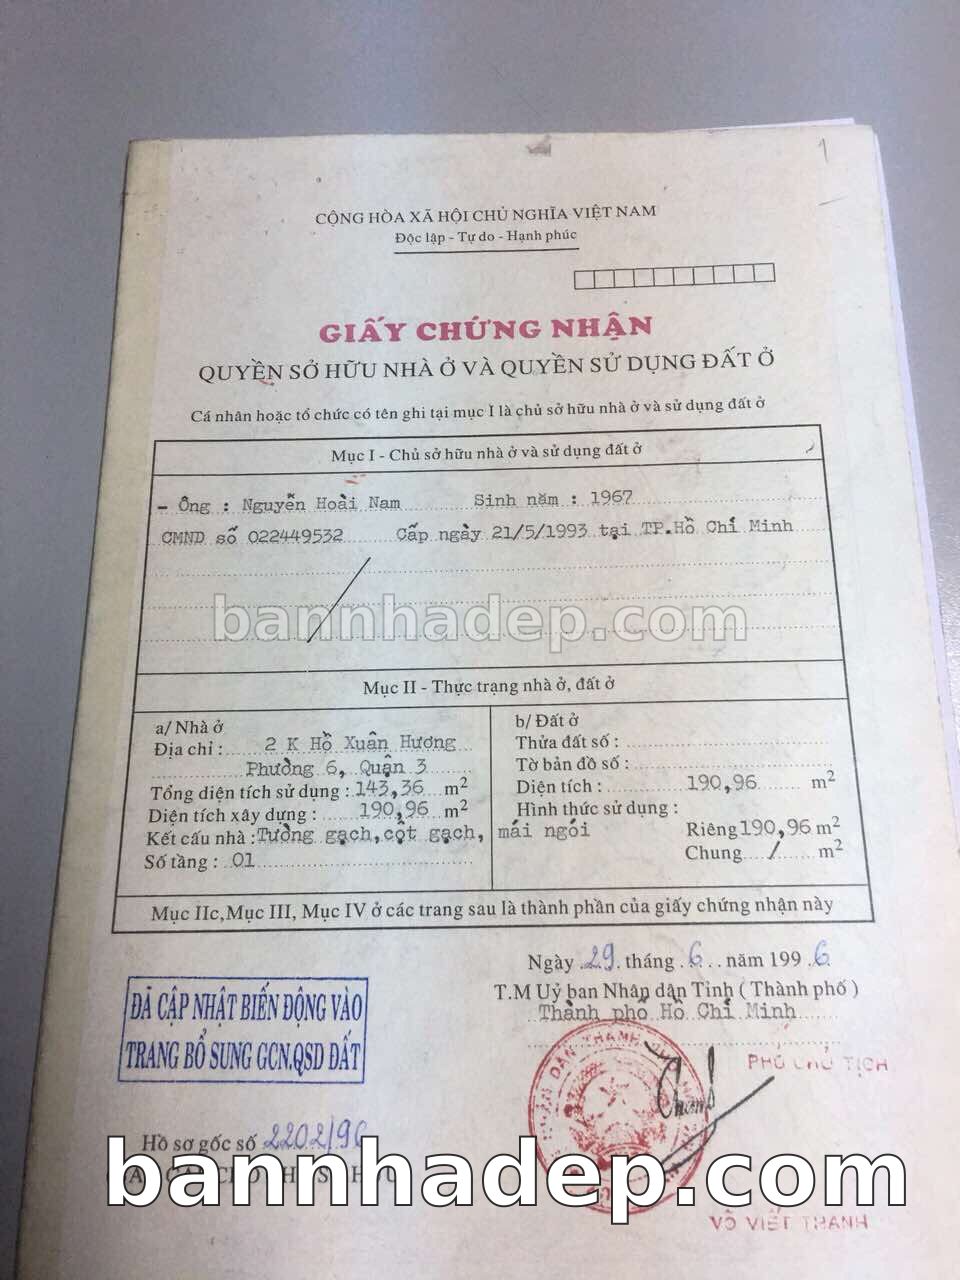 1
CỘNG HÒA XÃ HỘI CHỦ NGHĨA VIỆT NAM
Độc lập - Tự do - Hạnh phúc
GIẤY CHỨNG NHẬN
QUYỀN SỞ HỮU NHÀ Ở VÀ QUYỀN SỬ DỤNG ĐẤT Ở
Cá nhân hoặc tổ chức có tên ghi tại mục I là chủ sở hữu nhà ở và sử dụng đất ở
Mục I - Chủ sở hữu nhà ở và sử dụng đất ở
- Ông : Nguyễn Hoài Nam Sinh năm : 1967
CMND số 022449532 Cấp ngày 21/5/1993 tại TP.Hồ Chí Minh
bannhadep.com
Mục II - Thực trạng nhà ở, đất ở
a/ Nhà ở
Địa chỉ : 2 K Hồ Xuân Hương
Phường 6, Quận 3
Tổng diện tích sử dụng : 143,36 m2
Diện tích xây dựng : 190,96 m2
Kết cấu nhà : Tường gạch, cột gạch, mái ngói
Số tầng : 01
b/ Đất ở
Thửa đất số :
Tờ bản đồ số :
Diện tích : 190,96 m2
Hình thức sử dụng :
Riêng 190,96 m2
Chung / m2
Mục IIc, Mục III, Mục IV ở các trang sau là thành phần của giấy chứng nhận này
Ngày 29 tháng 6 năm 1996
T.M Uỷ ban Nhân dân Tỉnh ( Thành phố )
Thành phố Hồ Chí Minh
PHÓ CHỦ TỊCH
ĐÃ CẬP NHẬT BIẾN ĐỘNG VÀO
TRANG BỔ SUNG GCN.QSD ĐẤT
Hồ sơ gốc số 2202/96
bannhadep.com
VÕ VIẾT THANH